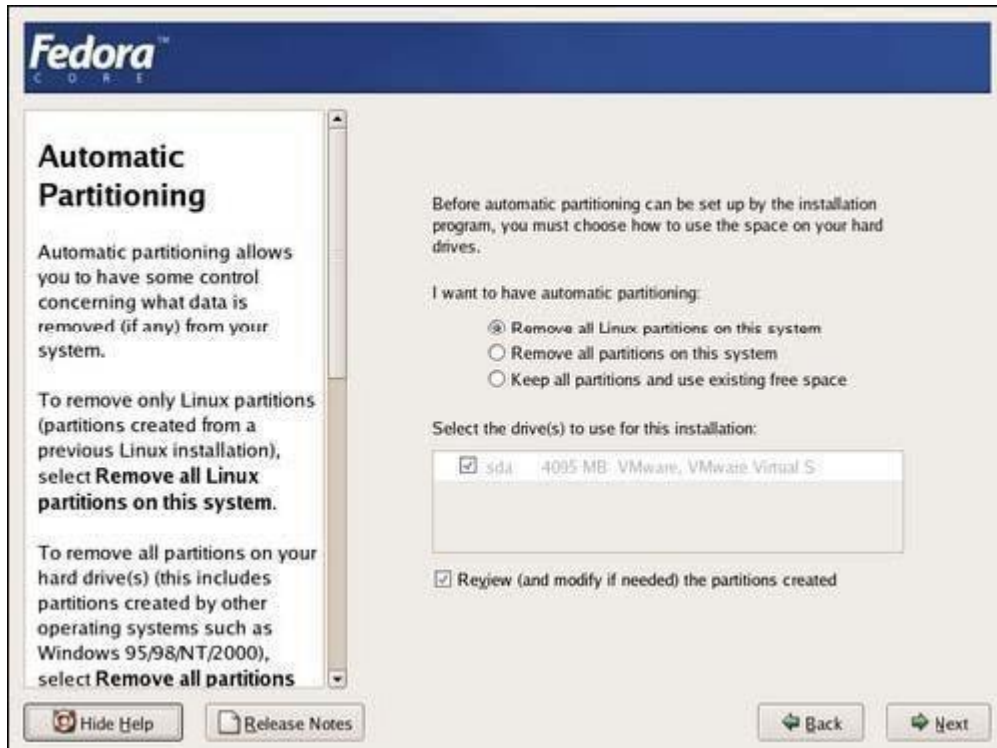 Fedora™
CORE
Automatic
Partitioning
Automatic partitioning allows
you to have some control
concerning what data is
removed (if any) from your
system.
To remove only Linux partitions
(partitions created from a
previous Linux installation),
select Remove all Linux
partitions on this system.
To remove all partitions on your
hard drive(s) (this includes
partitions created by other
operating systems such as
Windows 95/98/NT/2000),
select Remove all partitions
Before automatic partitioning can be set up by the installation
program, you must choose how to use the space on your hard
drives.
I want to have automatic partitioning:
Remove all Linux partitions on this system
Remove all partitions on this system
Keep all partitions and use existing free space
Select the drive(s) to use for this installation:
sda 4095 MB VMware, VMware Virtual S
Review (and modify if needed) the partitions created
Hide Help
Release Notes
Back
Next